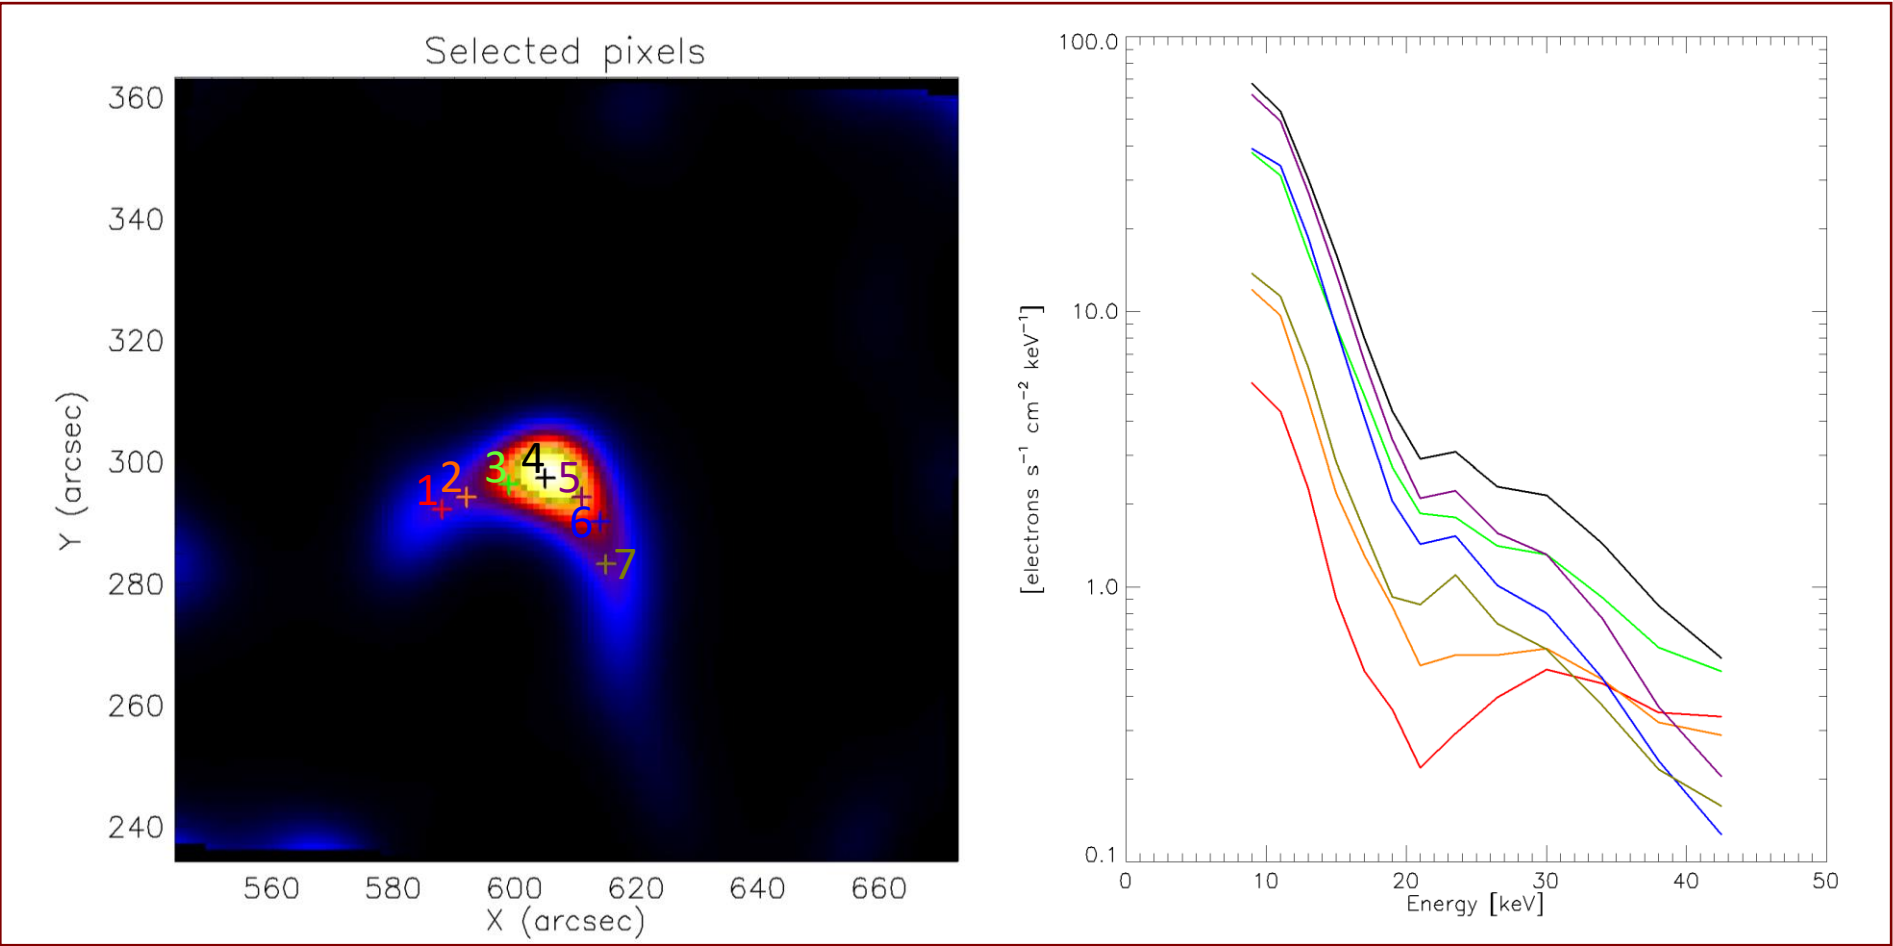 Selected pixels
360
340
320
300
280
260
240
Y (arcsec)
560 580 600 620 640 660
X (arcsec)
1
2
3
4
5
6
7
100.0
10.0
1.0
0.1
[electrons s⁻¹ cm⁻² keV⁻¹]
0 10 20 30 40 50
Energy [keV]